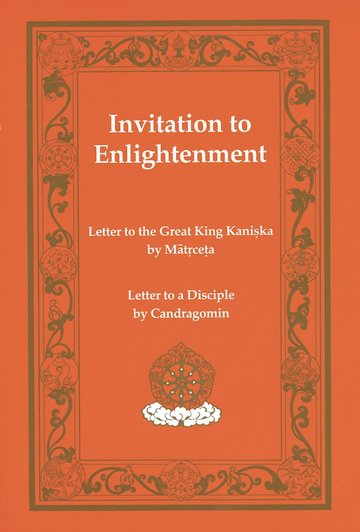 Invitation to
Enlightenment
Letter to the Great King Kaniṣka
by Mātṛceṭa
Letter to a Disciple
by Candragomin